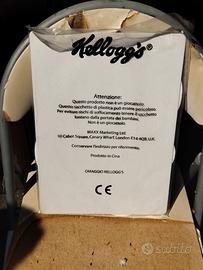 Kellogg's®
Attenzione:
Questo prodotto non è un giocattolo.
Questo sacchetto di plastica può essere pericoloso.
Per evitare rischi di soffocamento tenere il sacchetto
lontano dalla portata dei bambini.
Non è un giocattolo.
MAXX Marketing Ltd.
10 Cabot Square, Canary Wharf, London E14 4QB, U.K.
Conservare l'indirizzo per riferimento.
Prodotto in Cina
OMAGGIO KELLOGG'S
CE
subito